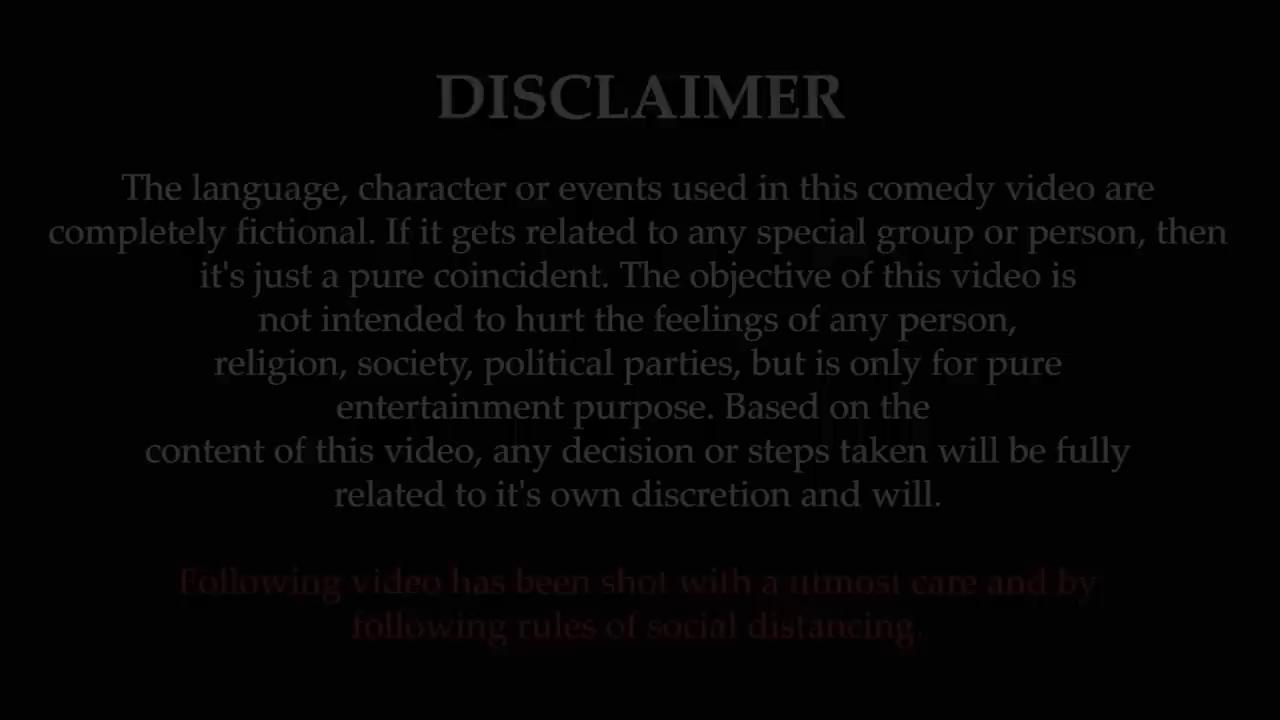 DISCLAIMER
The language, character or events used in this comedy video are
completely fictional. If it gets related to any special group or person, then
it's just a pure coincident. The objective of this video is
not intended to hurt the feelings of any person,
religion, society, political parties, but is only for pure
entertainment purpose. Based on the
content of this video, any decision or steps taken will be fully
related to it's own discretion and will.
Following video has been shot with a utmost care and by
following rules of social distancing.